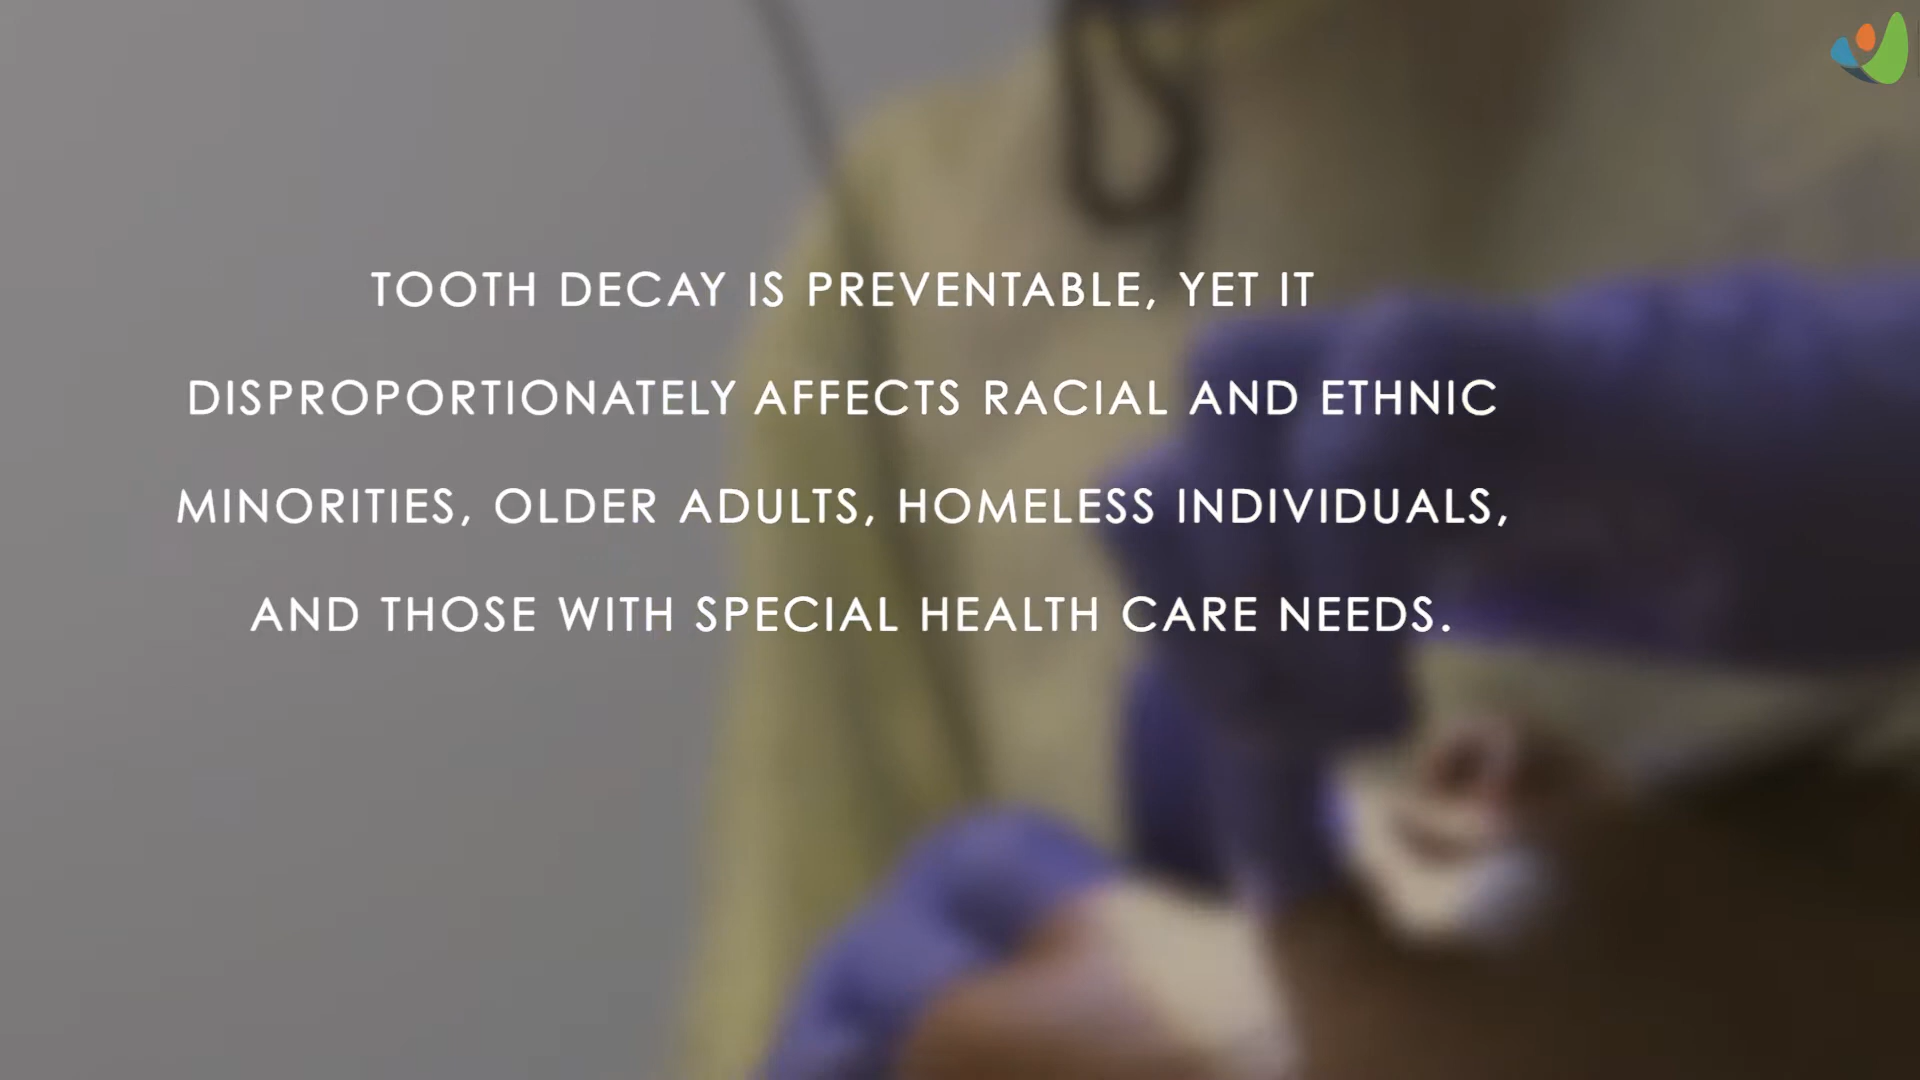 TOOTH DECAY IS PREVENTABLE, YET IT
DISPROPORTIONATELY AFFECTS RACIAL AND ETHNIC
MINORITIES, OLDER ADULTS, HOMELESS INDIVIDUALS,
AND THOSE WITH SPECIAL HEALTH CARE NEEDS.